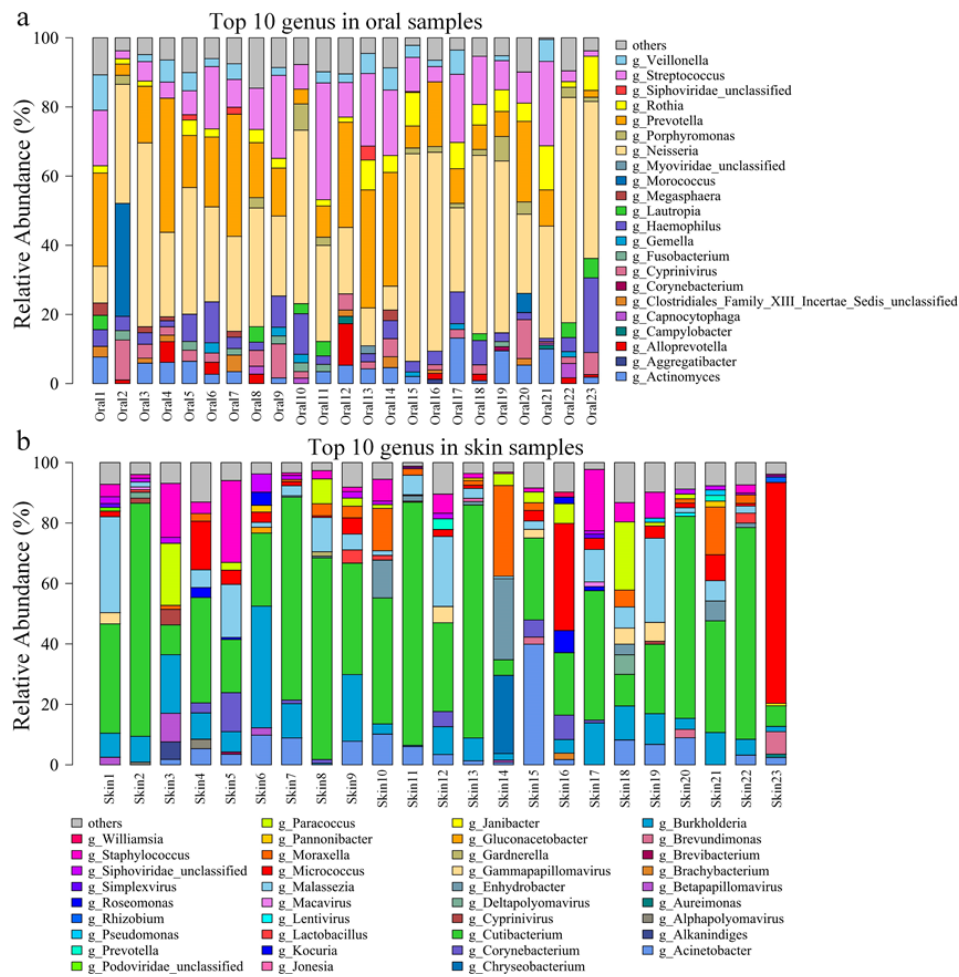 a
Top 10 genus in oral samples
Relative Abundance (%)
100
80
60
40
20
0
Oral1 Oral2 Oral3 Oral4 Oral5 Oral6 Oral7 Oral8 Oral9 Oral10 Oral11 Oral12 Oral13 Oral14 Oral15 Oral16 Oral17 Oral18 Oral19 Oral20 Oral21 Oral22 Oral23
others
g_Veillonella
g_Streptococcus
g_Siphoviridae_unclassified
g_Rothia
g_Prevotella
g_Porphyromonas
g_Neisseria
g_Myoviridae_unclassified
g_Morococcus
g_Megasphaera
g_Lautropia
g_Haemophilus
g_Gemella
g_Fusobacterium
g_Cyprinivirus
g_Corynebacterium
g_Clostridiales_Family_XIII_Incertae_Sedis_unclassified
g_Capnocytophaga
g_Campylobacter
g_Alloprevotella
g_Aggregatibacter
g_Actinomyces
b
Top 10 genus in skin samples
Relative Abundance (%)
100
80
60
40
20
0
Skin1 Skin2 Skin3 Skin4 Skin5 Skin6 Skin7 Skin8 Skin9 Skin10 Skin11 Skin12 Skin13 Skin14 Skin15 Skin16 Skin17 Skin18 Skin19 Skin20 Skin21 Skin22 Skin23
others
g_Williamsia
g_Staphylococcus
g_Siphoviridae_unclassified
g_Simplexvirus
g_Roseomonas
g_Rhizobium
g_Pseudomonas
g_Prevotella
g_Podoviridae_unclassified
g_Paracoccus
g_Pannonibacter
g_Moraxella
g_Micrococcus
g_Malassezia
g_Macavirus
g_Lentivirus
g_Lactobacillus
g_Kocuria
g_Jonesia
g_Janibacter
g_Gluconacetobacter
g_Gardnerella
g_Gammapapillomavirus
g_Enhydrobacter
g_Deltapolyomavirus
g_Cyprinivirus
g_Cutibacterium
g_Corynebacterium
g_Chryseobacterium
g_Burkholderia
g_Brevundimonas
g_Brevibacterium
g_Brachybacterium
g_Betapapillomavirus
g_Aureimonas
g_Alphapolyomavirus
g_Alkanindiges
g_Acinetobacter